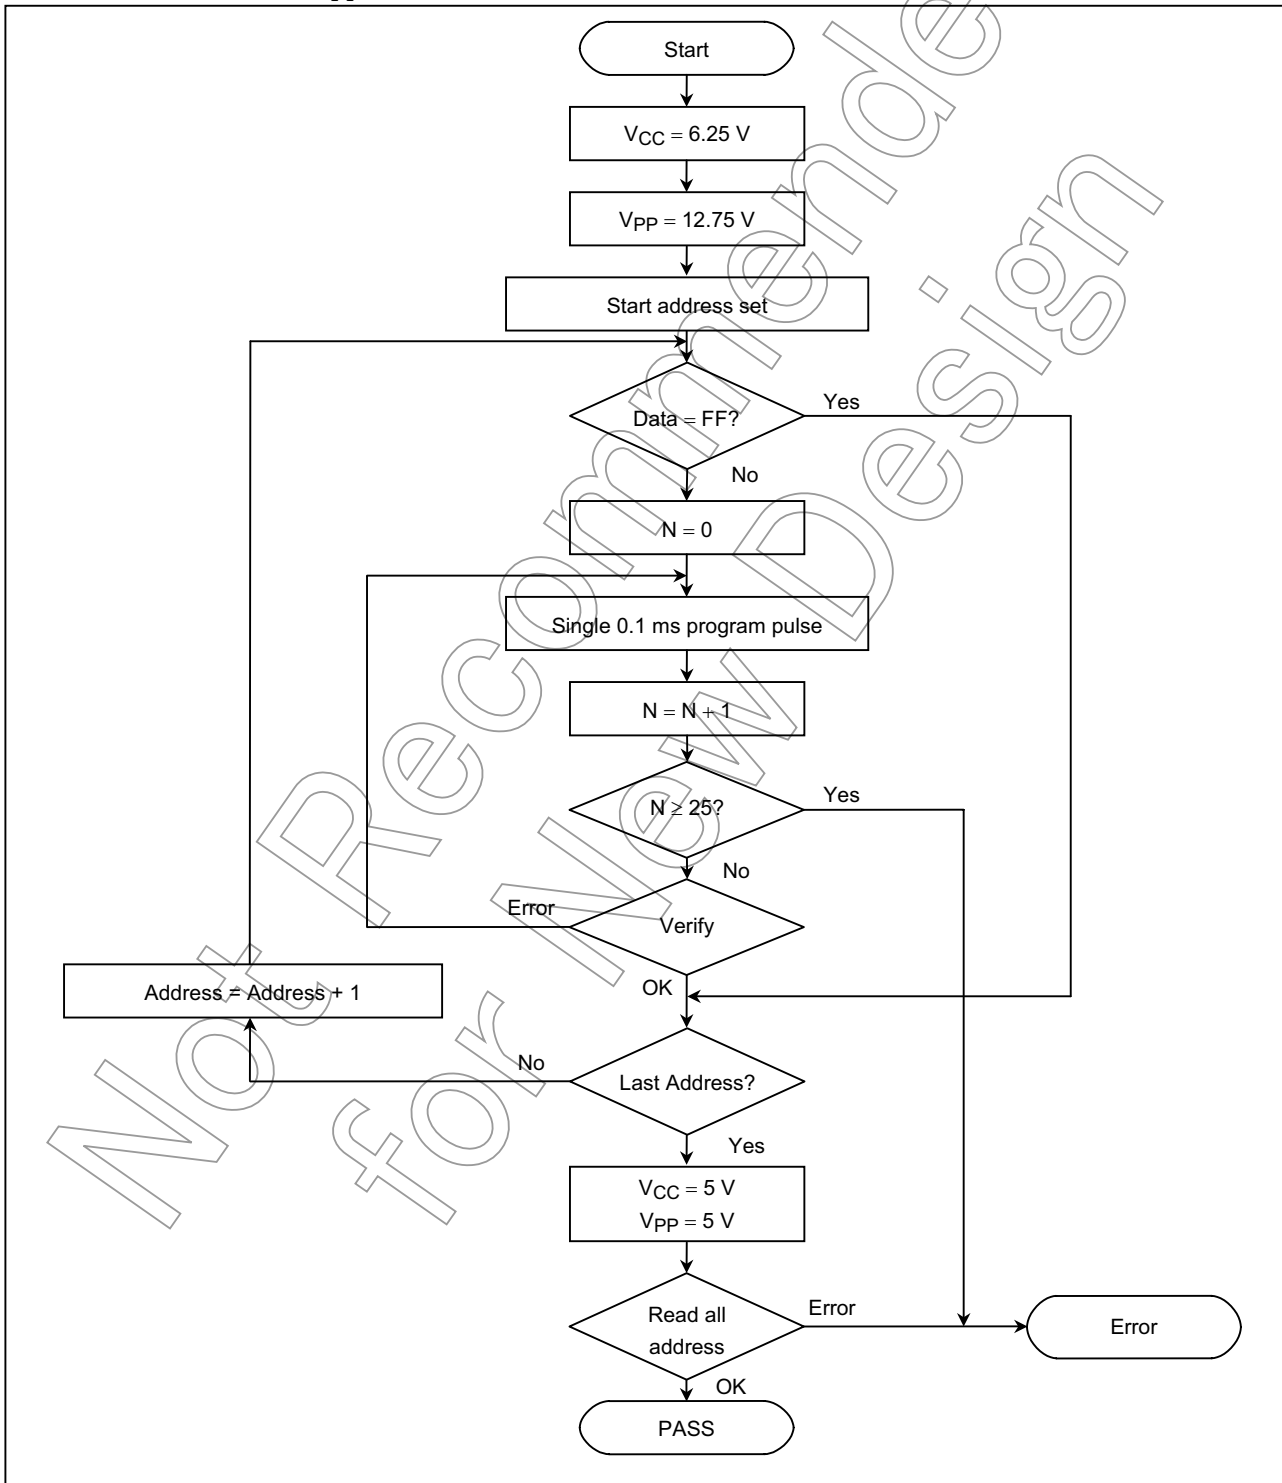 Start
VCC = 6.25 V
VPP = 12.75 V
Start address set
Data = FF?
Yes
No
N = 0
Single 0.1 ms program pulse
N = N + 1
N ≥ 25?
Yes
No
Verify
Error
OK
Address = Address + 1
Last Address?
No
Yes
VCC = 5 V
VPP = 5 V
Read all
address
Error
Error
OK
PASS
Not Recommende
for New Design